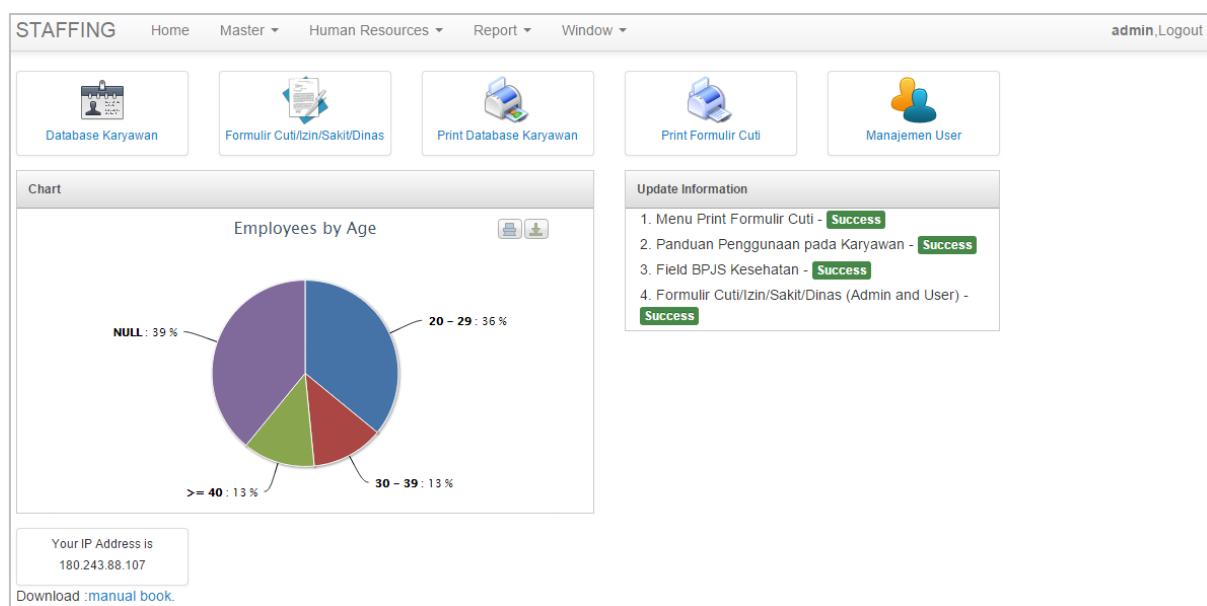 STAFFING Home Master Human Resources Report Window admin,Logout
Database Karyawan
Formulir Cuti/Izin/Sakit/Dinas
Print Database Karyawan
Print Formulir Cuti
Manajemen User
Chart
Employees by Age
NULL : 39 %
20 – 29 : 36 %
30 – 39 : 13 %
>= 40 : 13 %
Update Information
1. Menu Print Formulir Cuti - Success
2. Panduan Penggunaan pada Karyawan - Success
3. Field BPJS Kesehatan - Success
4. Formulir Cuti/Izin/Sakit/Dinas (Admin and User) -
Success
Your IP Address is
180.243.88.107
Download :manual book.